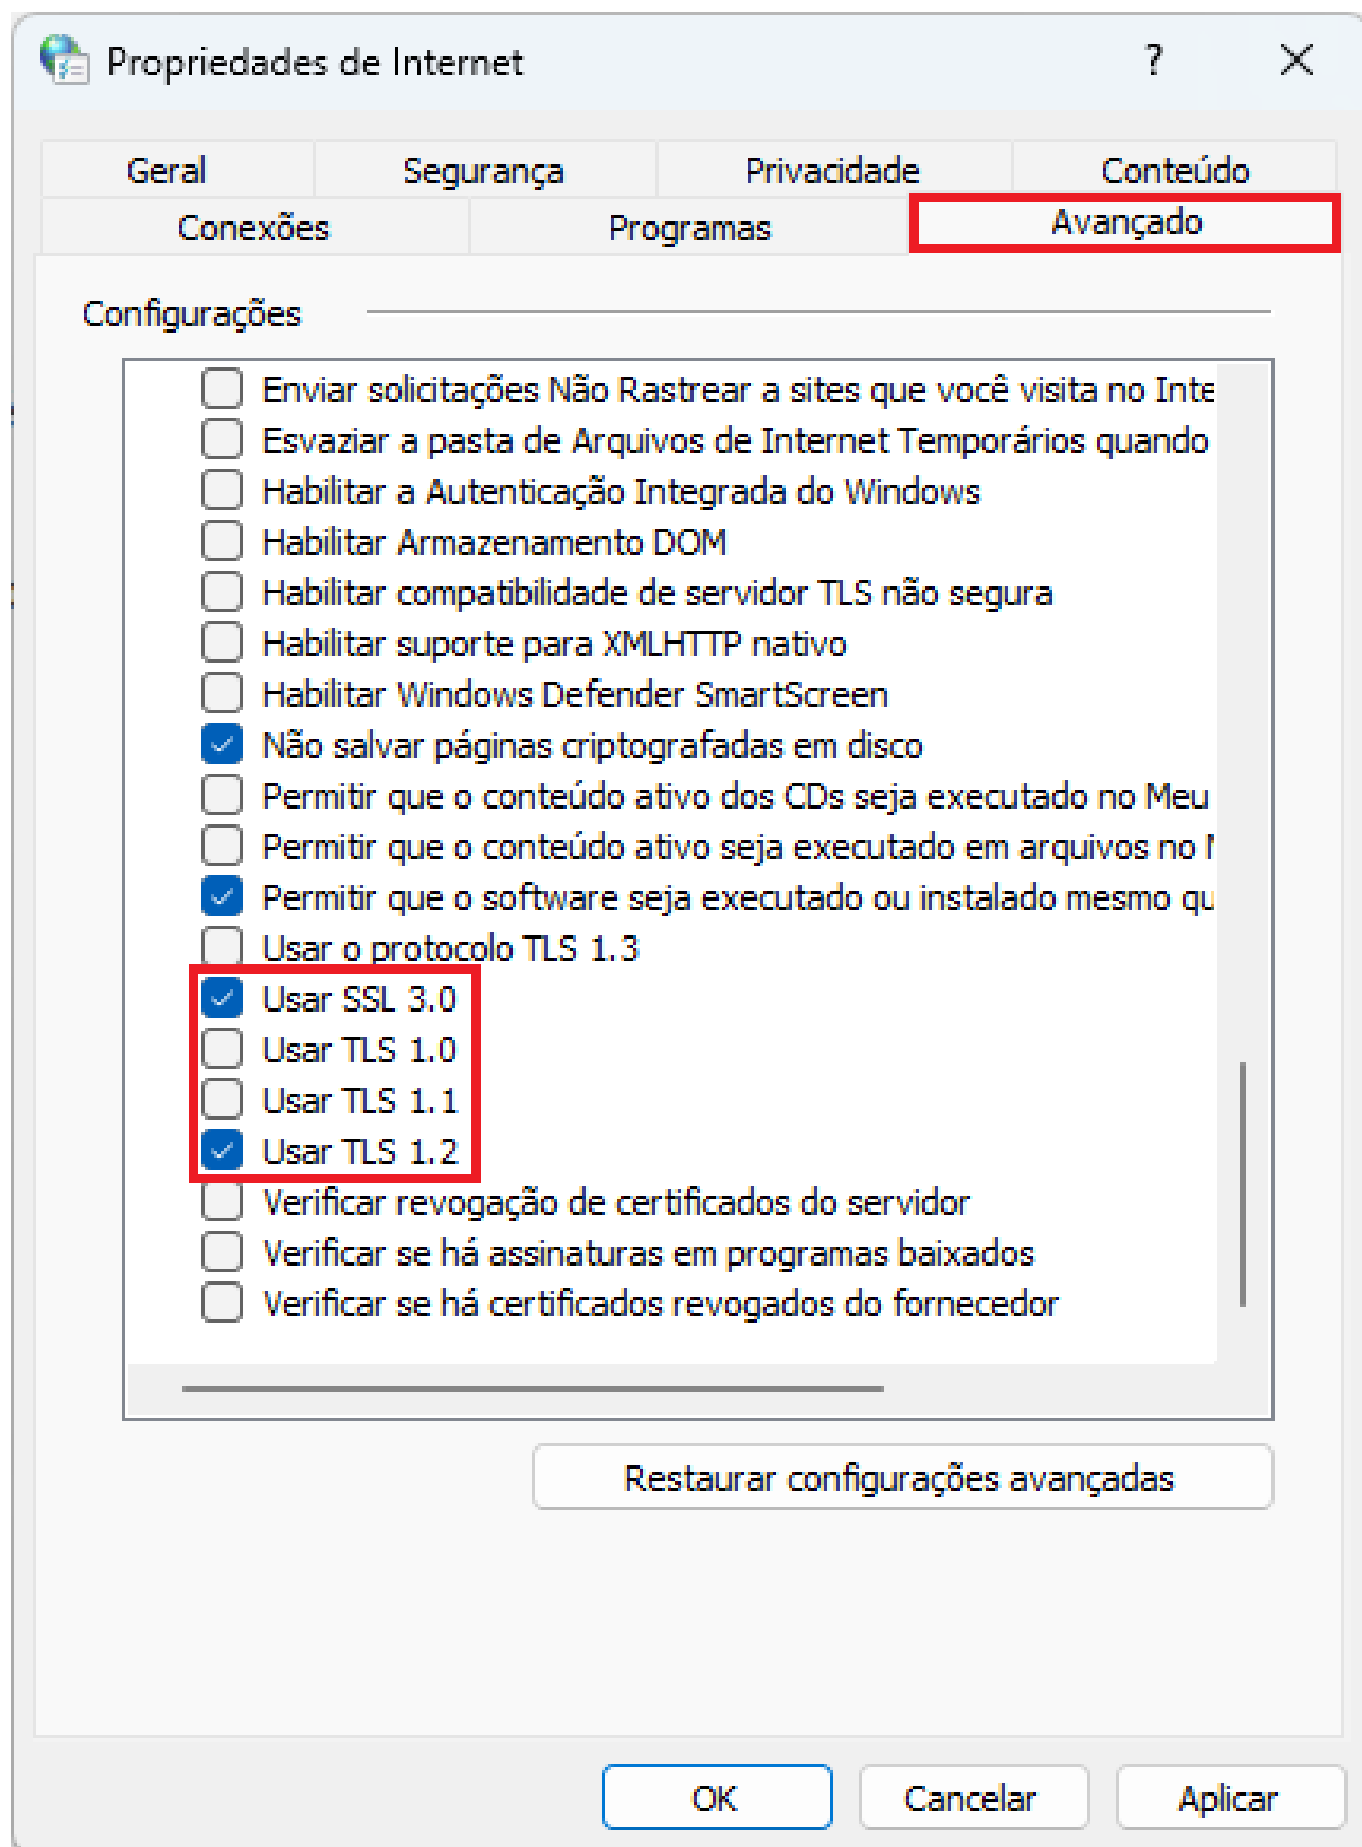 Propriedades de Internet
?
Geral
Segurança
Privacidade
Conteúdo
Conexões
Programas
Avançado
Configurações
Enviar solicitações Não Rastrear a sites que você visita no Inte
Esvaziar a pasta de Arquivos de Internet Temporários quando
Habilitar a Autenticação Integrada do Windows
Habilitar Armazenamento DOM
Habilitar compatibilidade de servidor TLS não segura
Habilitar suporte para XMLHTTP nativo
Habilitar Windows Defender SmartScreen
Não salvar páginas criptografadas em disco
Permitir que o conteúdo ativo dos CDs seja executado no Meu
Permitir que o conteúdo ativo seja executado em arquivos no
Permitir que o software seja executado ou instalado mesmo qu
Usar o protocolo TLS 1.3
Usar SSL 3.0
Usar TLS 1.0
Usar TLS 1.1
Usar TLS 1.2
Verificar revogação de certificados do servidor
Verificar se há assinaturas em programas baixados
Verificar se há certificados revogados do fornecedor
Restaurar configurações avançadas
OK
Cancelar
Aplicar